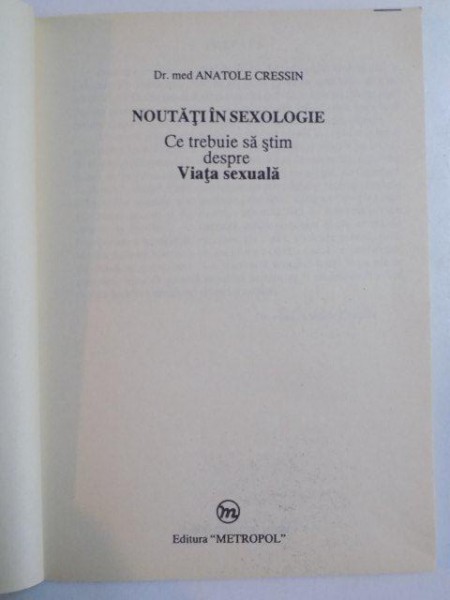 Dr. med ANATOLE CRESSIN
NOUTĂŢI ÎN SEXOLOGIE
Ce trebuie să ştim
despre
Viaţa sexuală
m
Editura "METROPOL"